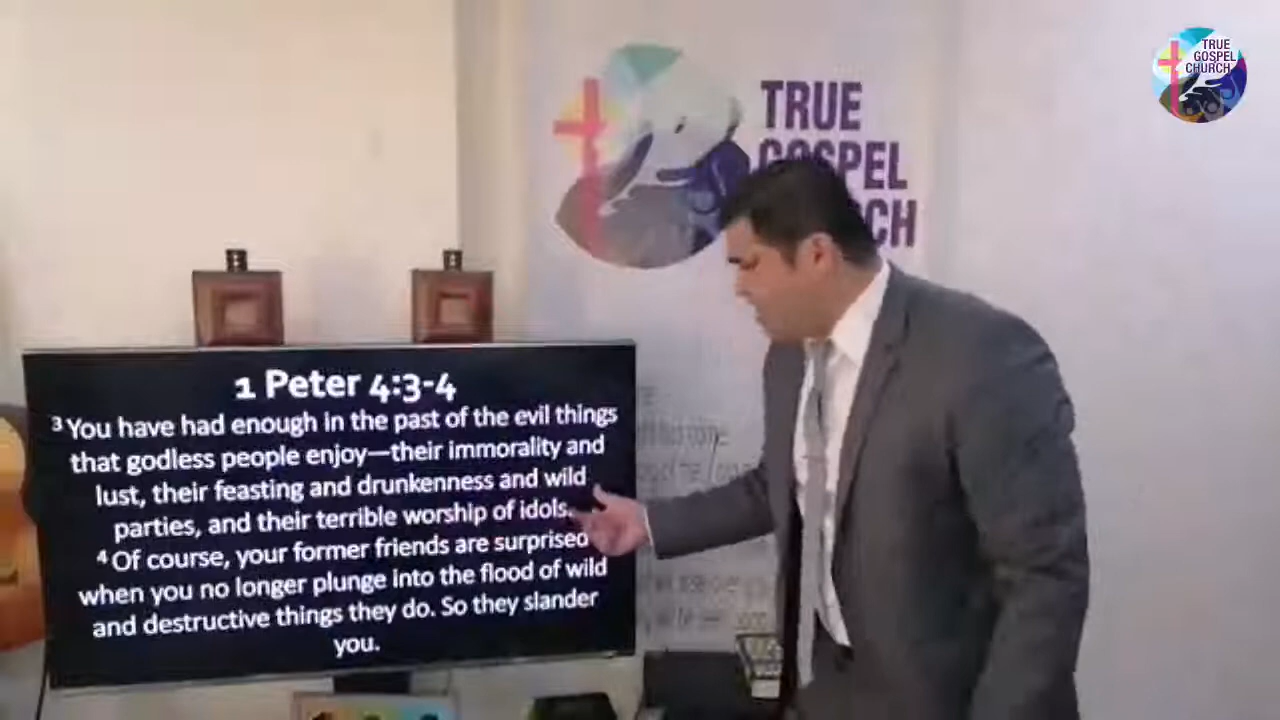 TRUE
GOSPEL
CHURCH
TRUE
GOSPEL
CH
1 Peter 4:3-4
3 You have had enough in the past of the evil things
that godless people enjoy—their immorality and
lust, their feasting and drunkenness and wild
parties, and their terrible worship of idols.
4 Of course, your former friends are surprised
when you no longer plunge into the flood of wild
and destructive things they do. So they slander
you.